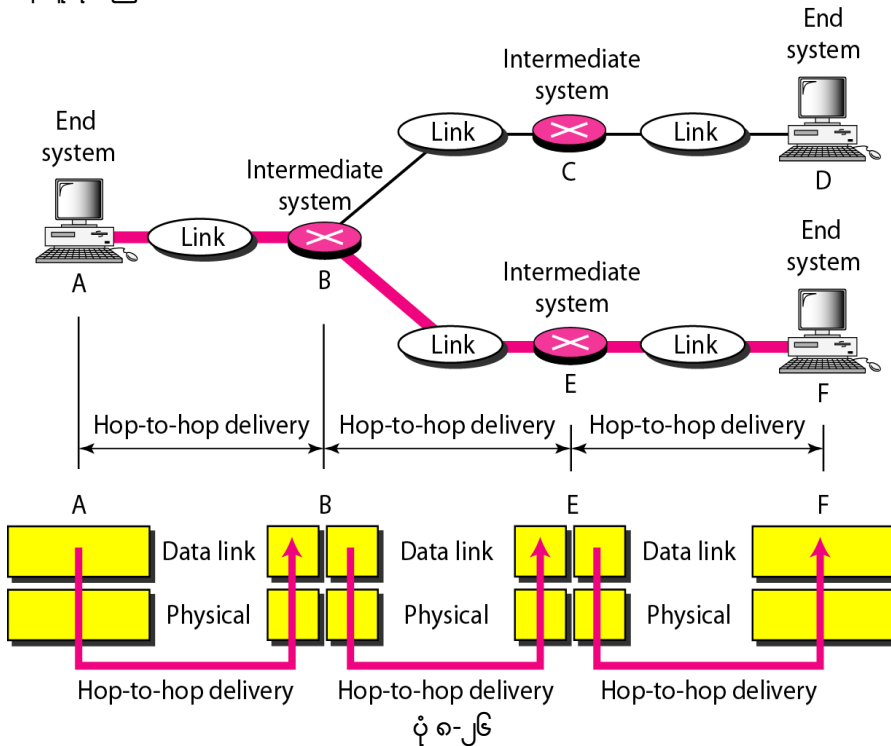 End
system
Intermediate
system
Link
Link
C
D
End
system
Intermediate
system
Link
A
B
End
system
Intermediate
system
Link
Link
E
F
Hop-to-hop delivery
Hop-to-hop delivery
Hop-to-hop delivery
A
B
E
F
Data link
Data link
Data link
Physical
Physical
Physical
Hop-to-hop delivery
Hop-to-hop delivery
Hop-to-hop delivery
ပုံ ၈-၂၆